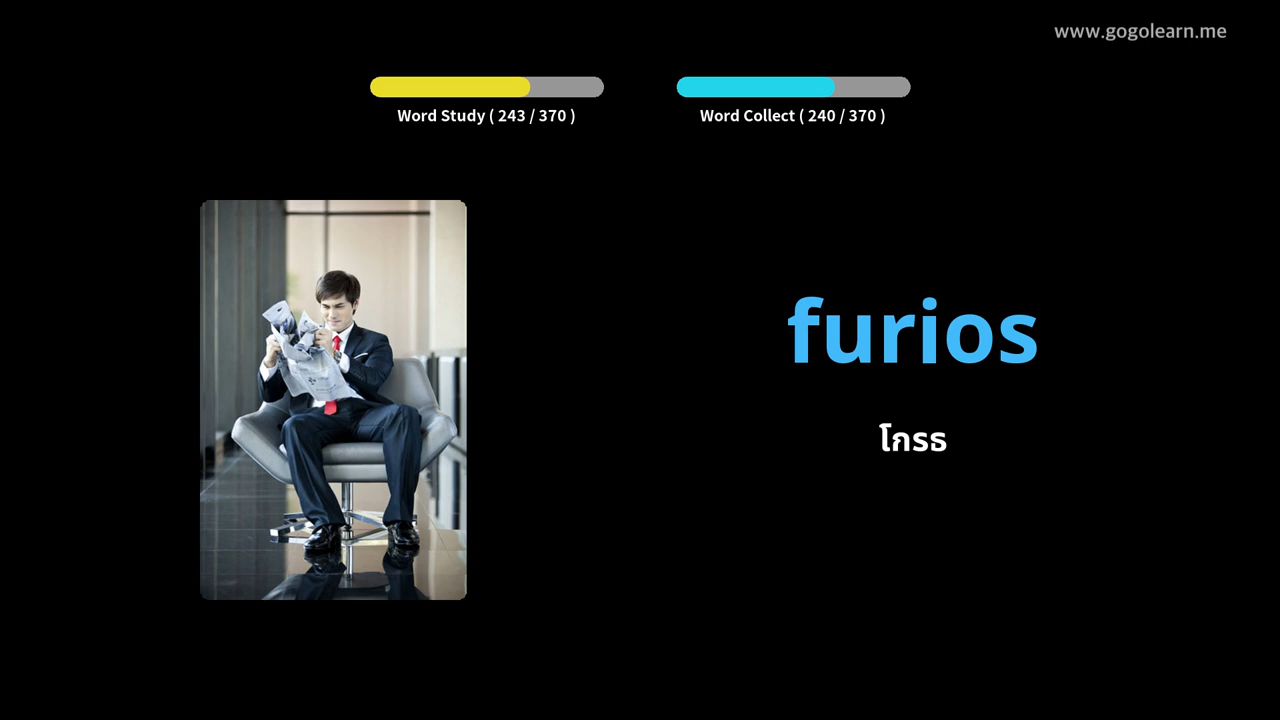 www.gogolearn.me
Word Study ( 243 / 370 )
Word Collect ( 240 / 370 )
furios
โกรธ